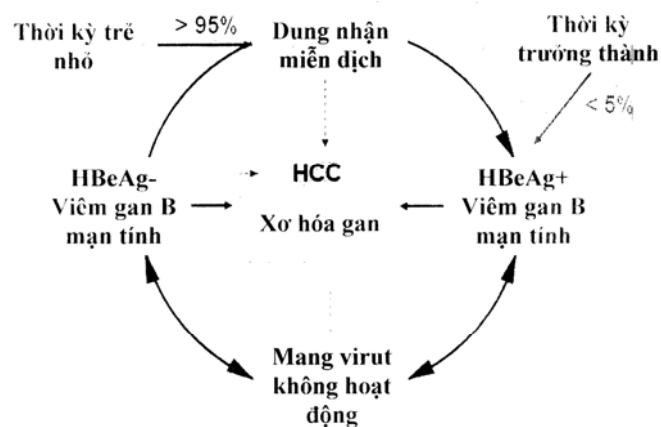 Thời kỳ trẻ
nhỏ
> 95%
Dung nhận
miễn dịch
Thời kỳ
trưởng thành
< 5%
HBeAg-
Viêm gan B
mạn tính
HCC
Xơ hóa gan
HBeAg+
Viêm gan B
mạn tính
Mang virut
không hoạt
động